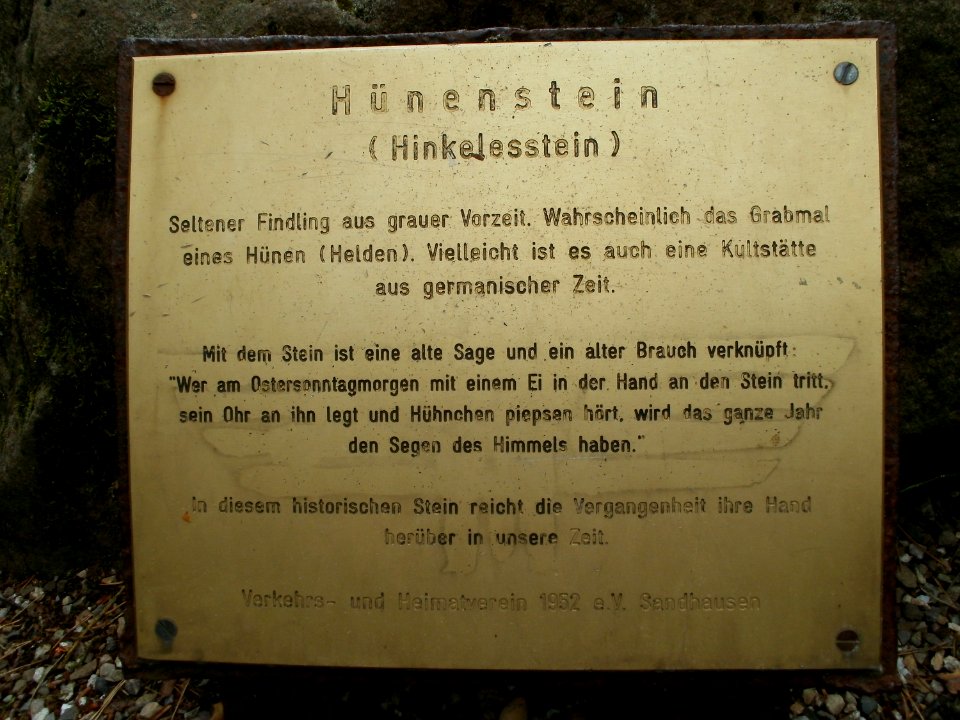 Hünenstein
(Hinkelesstein)
Seltener Findling aus grauer Vorzeit. Wahrscheinlich das Grabmal
eines Hünen (Helden). Vielleicht ist es auch eine Kultstätte
aus germanischer Zeit.
Mit dem Stein ist eine alte Sage und ein alter Brauch verknüpft:
"Wer am Ostersonntagmorgen mit einem Ei in der Hand an den Stein tritt,
sein Ohr an ihn legt und Hühnchen piepsen hört, wird das ganze Jahr
den Segen des Himmels haben."
In diesem historischen Stein reicht die Vergangenheit ihre Hand
herüber in unsere Zeit.
Verkehrs- und Heimatverein 1952 e.V. Sandhausen